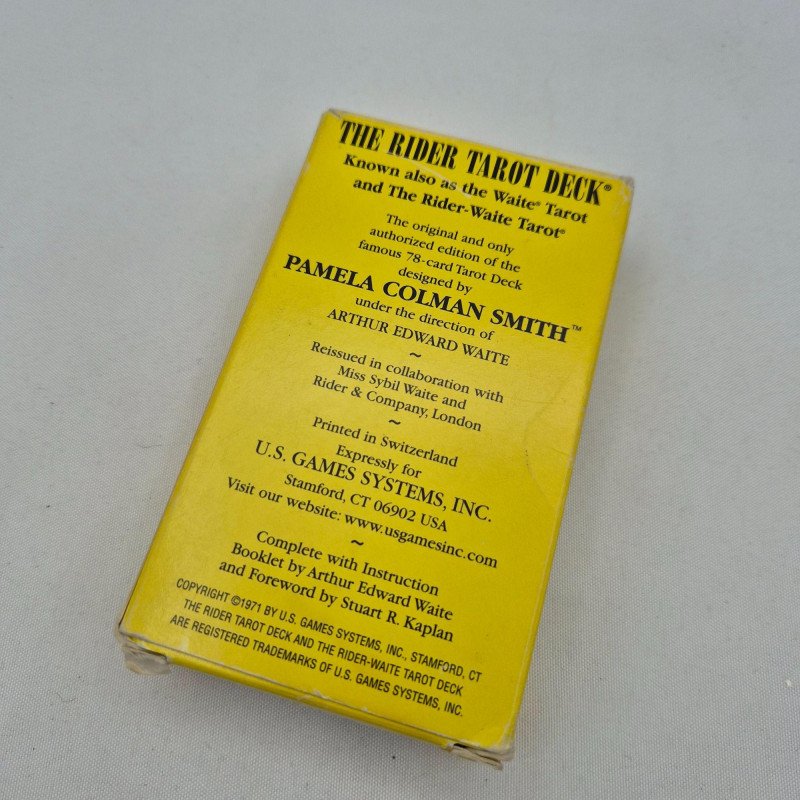 THE RIDER TAROT DECK®
Known also as the Waite® Tarot
and The Rider-Waite Tarot®
The original and only
authorized edition of the
famous 78-card Tarot Deck
designed by
PAMELA COLMAN SMITH™
under the direction of
ARTHUR EDWARD WAITE
~
Reissued in collaboration with
Miss Sybil Waite and
Rider & Company, London
~
Printed in Switzerland
Expressly for
U.S. GAMES SYSTEMS, INC.
Stamford, CT 06902 USA
Visit our website: www.usgamesinc.com
~
Complete with Instruction
Booklet by Arthur Edward Waite
and Foreword by Stuart R. Kaplan
COPYRIGHT ©1971 BY U.S. GAMES SYSTEMS, INC., STAMFORD, CT
THE RIDER TAROT DECK AND THE RIDER-WAITE TAROT DECK
ARE REGISTERED TRADEMARKS OF U.S. GAMES SYSTEMS, INC.